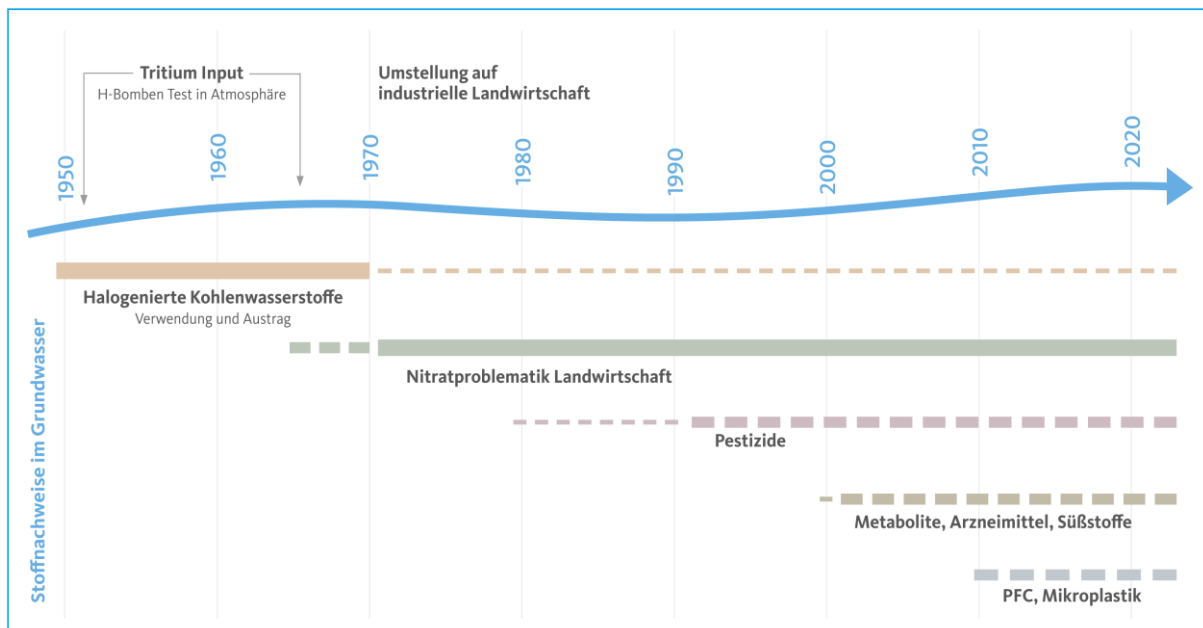 Tritium Input
H-Bomben Test in Atmosphäre
Umstellung auf
industrielle Landwirtschaft
1950
1960
1970
1980
1990
2000
2010
2020
Stoffnachweise im Grundwasser
Halogenierte Kohlenwasserstoffe
Verwendung und Austrag
Nitratproblematik Landwirtschaft
Pestizide
Metabolite, Arzneimittel, Süßstoffe
PFC, Mikroplastik